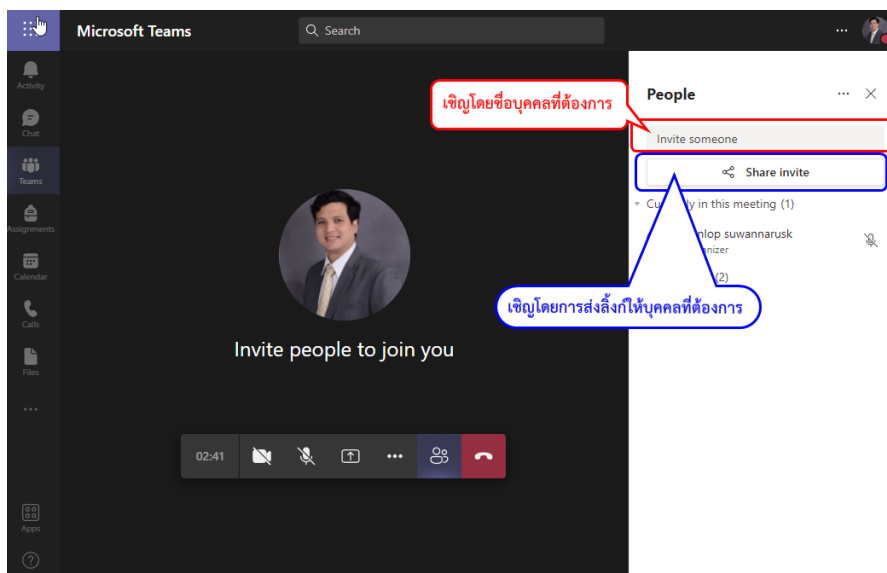 Microsoft Teams
Search
Activity
Chat
Teams
Assignments
Calendar
Calls
Files
Apps
เชิญโดยชื่อบุคคลที่ต้องการ
Invite people to join you
02:41
People
Invite someone
Share invite
in this meeting (1)
suwannarusk
(2)
เชิญโดยการส่งลิ้งก์ให้บุคคลที่ต้องการ